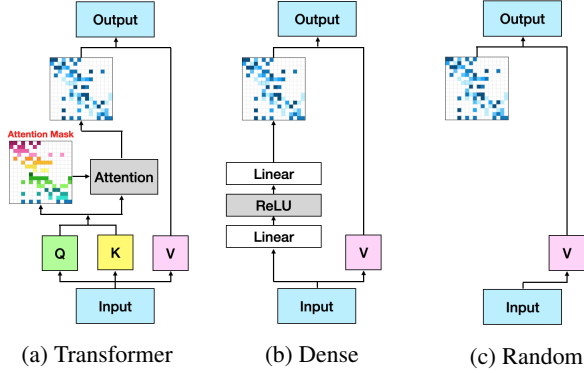 Output
Attention Mask
Attention
Q
K
V
Input
(a) Transformer
Output
Linear
ReLU
Linear
V
Input
(b) Dense
Output
V
Input
(c) Random